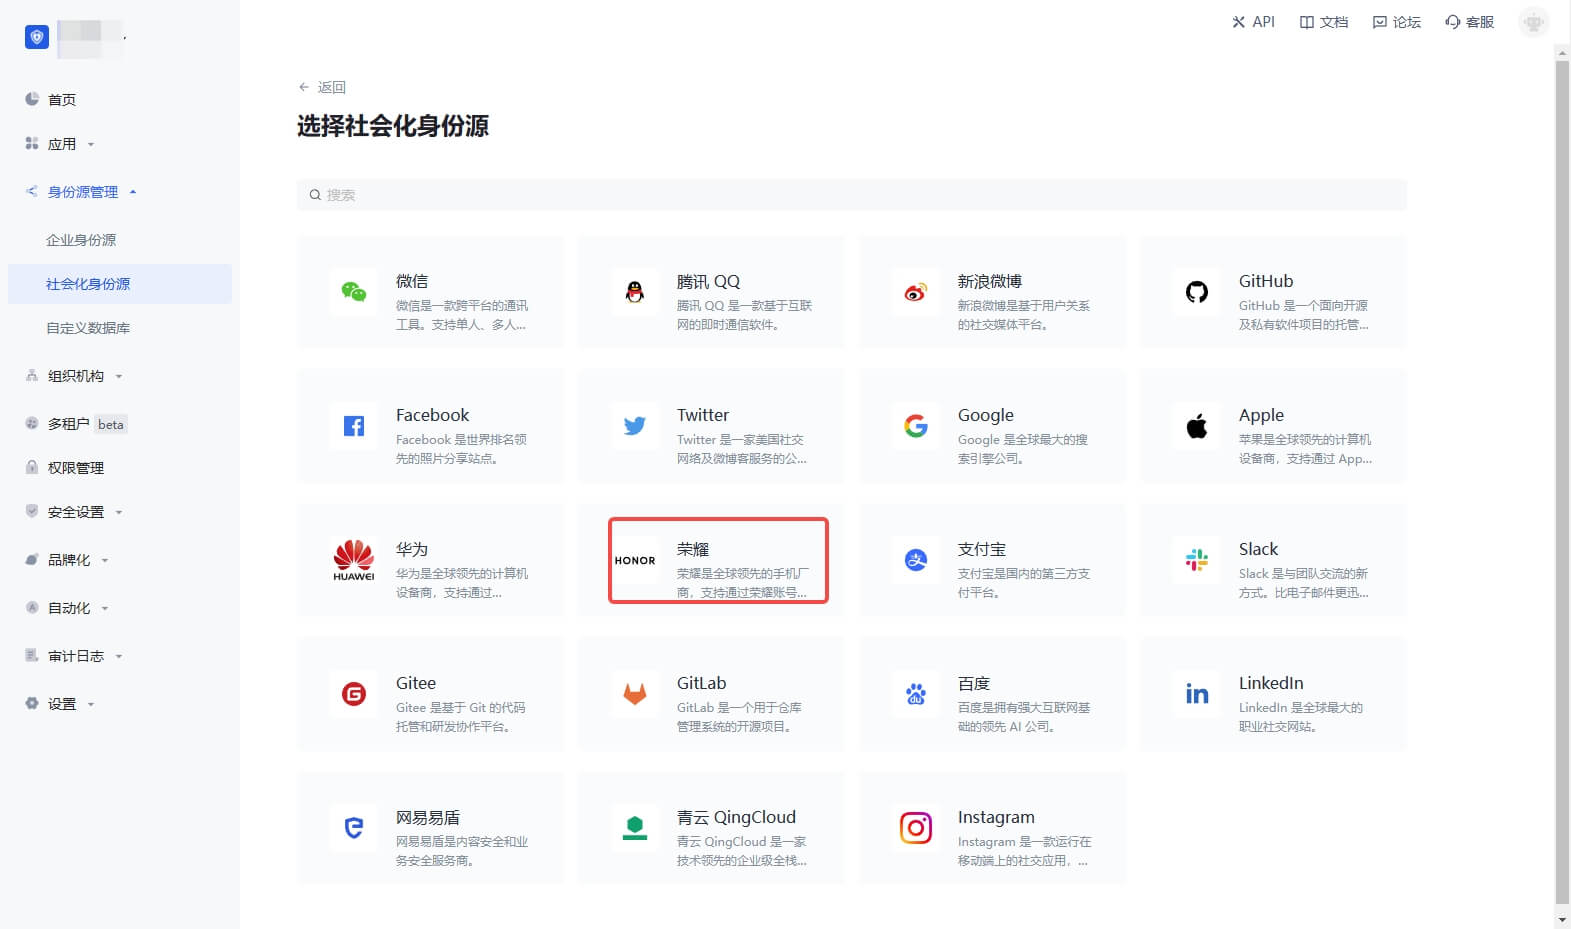 API
文档
论坛
客服
首页
应用
身份源管理
企业身份源
社会化身份源
自定义数据库
组织机构
多租户 beta
权限管理
安全设置
品牌化
自动化
审计日志
设置
返回
选择社会化身份源
搜索
微信
微信是一款跨平台的通讯
工具。支持单人、多人...
腾讯 QQ
腾讯 QQ 是一款基于互联
网的即时通信软件。
新浪微博
新浪微博是基于用户关系
的社交媒体平台。
GitHub
GitHub 是一个面向开源
及私有软件项目的托管...
Facebook
Facebook 是世界排名领
先的照片分享站点。
Twitter
Twitter 是一家美国社交
网络及微博客服务的公...
Google
Google 是全球最大的搜
索引擎公司。
Apple
苹果是全球领先的计算机
设备商，支持通过 App...
HUAWEI
华为
华为是全球领先的计算机
设备商，支持通过...
HONOR
荣耀
荣耀是全球领先的手机厂
商，支持通过荣耀账号...
支付宝
支付宝是国内的第三方支
付平台。
Slack
Slack 是与团队交流的新
方式。比电子邮件更迅...
Gitee
Gitee 是基于 Git 的代码
托管和研发协作平台。
GitLab
GitLab 是一个用于仓库
管理系统的开源项目。
du
百度
百度是拥有强大互联网基
础的领先 AI 公司。
in
LinkedIn
LinkedIn 是全球最大的
职业社交网站。
网易易盾
网易易盾是内容安全和业
务安全服务商。
青云 QingCloud
青云 QingCloud 是一家
技术领先的企业级全栈...
Instagram
Instagram 是一款运行在
移动端上的社交应用，...